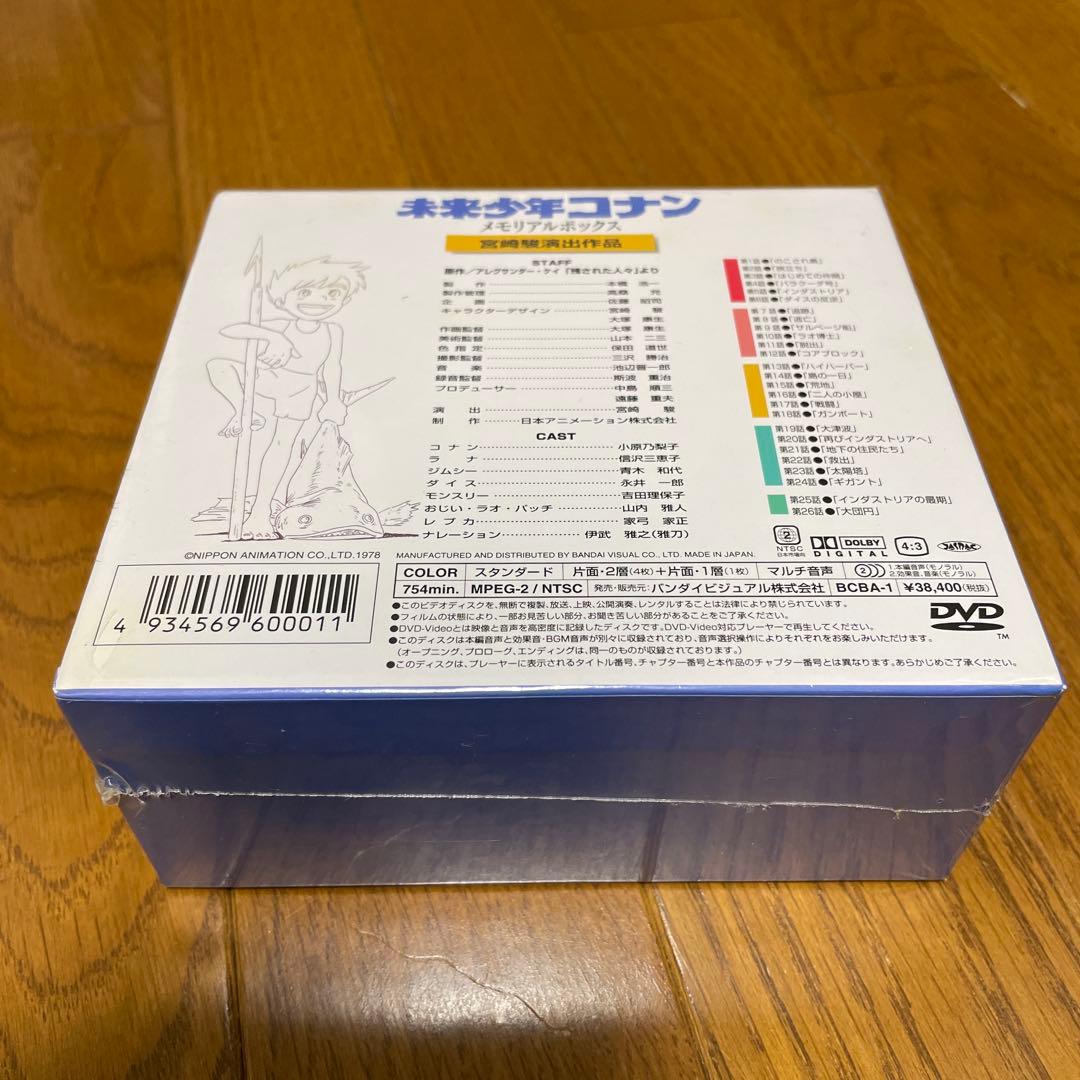 未来少年コナン
メモリアルボックス
宮崎駿演出作品
STAFF
原作／アレグサンダー・ケイ「残された人々」より
製作 本橋 浩一
製作管理 高桑 充
企画 佐藤 昭司
キャラクターデザイン 宮崎 駿
大塚 康生
作画監督 大塚 康生
美術監督 山本 二三
色指定 保田 道世
撮影監督 三沢 勝治
音楽 池辺晋一郎
録音監督 斯波 重治
プロデューサー 中島 順三
遠藤 重夫
演出 宮崎 駿
制作 日本アニメーション株式会社
CAST
コナン 小原乃梨子
ラナ 信沢三恵子
ジムシー 青木 和代
ダイス 永井 一郎
モンスリー 吉田理保子
おじい・ラオ・パッチ 山内 雅人
レプカ 家弓 家正
ナレーション 伊武 雅之(雅刀)
第1話●「のこされ島」
第2話●「旅立ち」
第3話●「はじめての仲間」
第4話●「バラクーダ号」
第5話●「インダストリア」
第6話●「ダイスの反逆」
第7話●「追跡」
第8話●「逃亡」
第9話●「サルベージ船」
第10話●「ラオ博士」
第11話●「脱出」
第12話●「コアブロック」
第13話●「ハイハーバー」
第14話●「島の一日」
第15話●「荒地」
第16話●「二人の小屋」
第17話●「戦闘」
第18話●「ガンボート」
第19話●「大津波」
第20話●「再びインダストリアへ」
第21話●「地下の住民たち」
第22話●「救出」
第23話●「太陽塔」
第24話●「ギガント」
第25話●「インダストリアの最期」
第26話●「大団円」
2 NTSC 日本市場向
DOLBY DIGITAL
4:3
©NIPPON ANIMATION CO.,LTD.1978
MANUFACTURED AND DISTRIBUTED BY BANDAI VISUAL CO., LTD. MADE IN JAPAN.
COLOR スタンダード 片面・2層(4枚)＋片面・1層(1枚) マルチ音声 2 1.本編音声(モノラル) 2.効果音、音楽(モノラル)
754min. MPEG-2 / NTSC 発売・販売元：バンダイビジュアル株式会社 BCBA-1 ¥38,400(税抜)
4 934569 600011
●このビデオディスクを、無断で複製、放送、上映、公開演奏、レンタルすることは法律により禁じられています。
●フィルムの状態により、一部お見苦しい部分、お聞き苦しい部分があることをご了承ください。
●DVD-Videoとは映像と音声を高密度に記録したディスクです。DVD-Video対応プレーヤーで再生してください。
●このディスクは本編音声と効果音・BGM音声が別々に収録されており、音声選択操作によりそれぞれをお楽しみいただけます。
(オープニング、プロローグ、エンディングは、同一のものが収録されております。)
●このディスクは、プレーヤーに表示されるタイトル番号、チャプター番号と本作品のチャプター番号とは異なります。あらかじめご了承ください。
DVD
TM